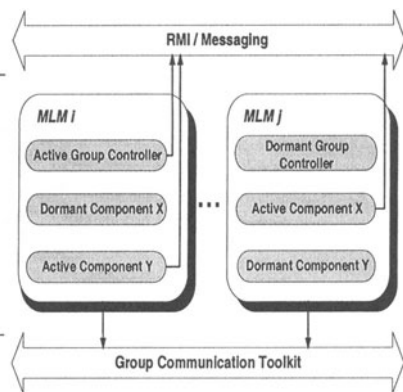 RMI / Messaging
MLM i
Active Group Controller
Dormant Component X
Active Component Y
...
MLM j
Dormant Group
Controller
Active Component X
Dormant Component Y
Group Communication Toolkit